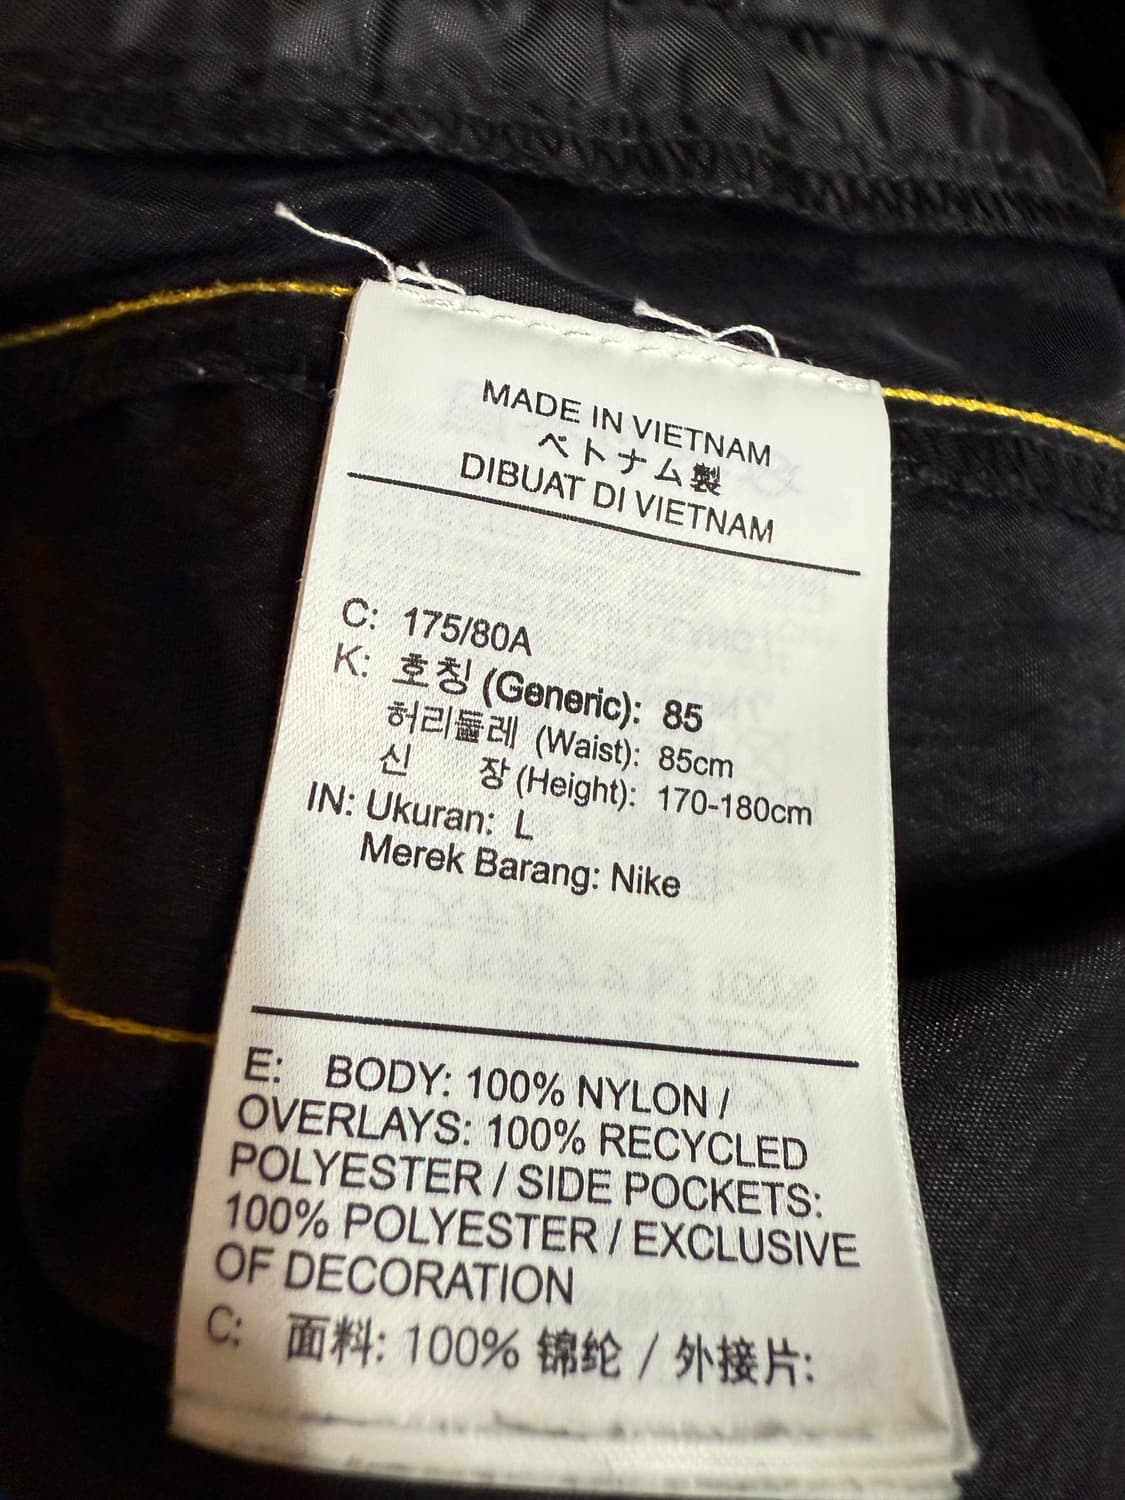 MADE IN VIETNAM
ベトナム製
DIBUAT DI VIETNAM
C: 175/80A
K: 호칭 (Generic): 85
허리둘레 (Waist): 85cm
신 장 (Height): 170-180cm
IN: Ukuran: L
Merek Barang: Nike
E: BODY: 100% NYLON /
OVERLAYS: 100% RECYCLED
POLYESTER / SIDE POCKETS:
100% POLYESTER / EXCLUSIVE
OF DECORATION
C: 面料: 100% 锦纶 / 外接片: